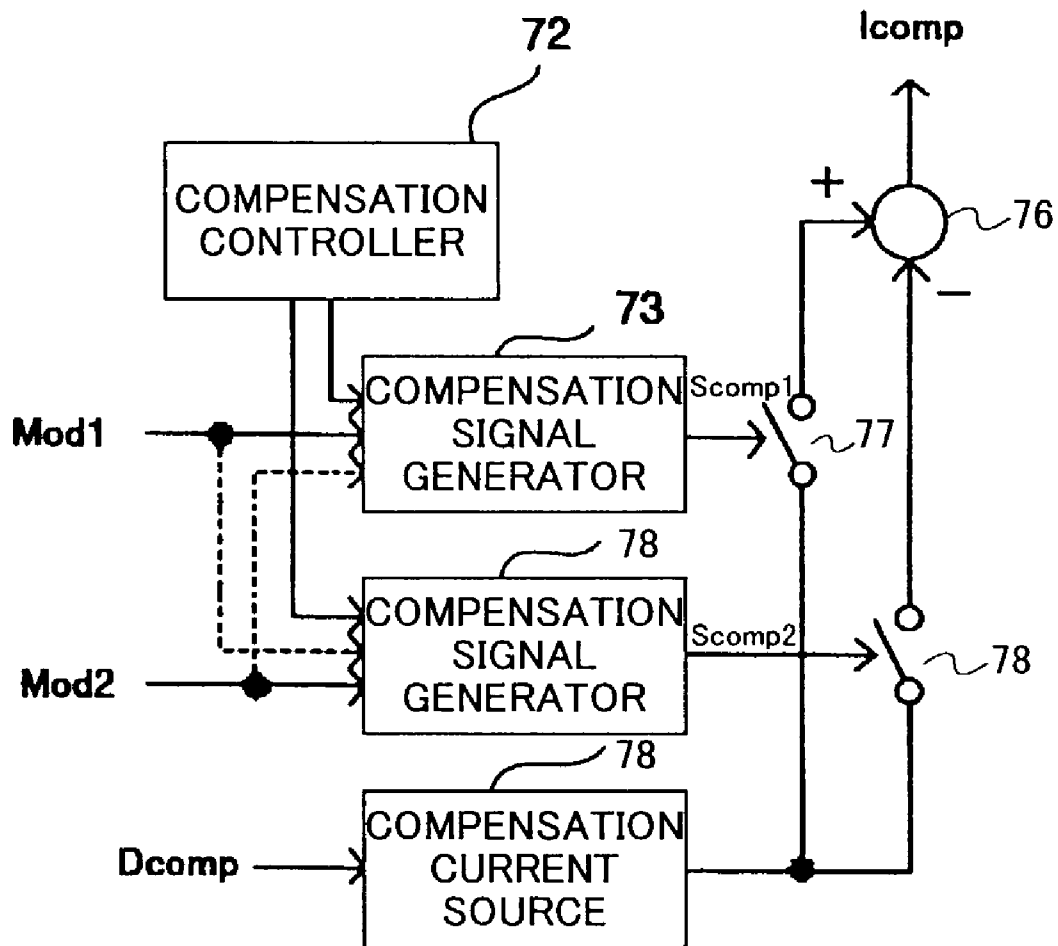 Icomp
72
COMPENSATION
CONTROLLER
+
76
−
73
COMPENSATION
SIGNAL
GENERATOR
Scomp1
77
Mod1
78
COMPENSATION
SIGNAL
GENERATOR
Scomp2
78
Mod2
78
COMPENSATION
CURRENT
SOURCE
Dcomp